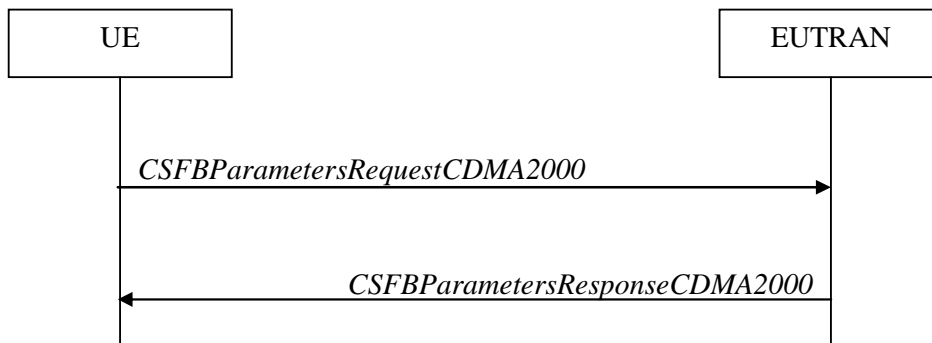 UE
EUTRAN
CSFBParametersRequestCDMA2000
CSFBParametersResponseCDMA2000